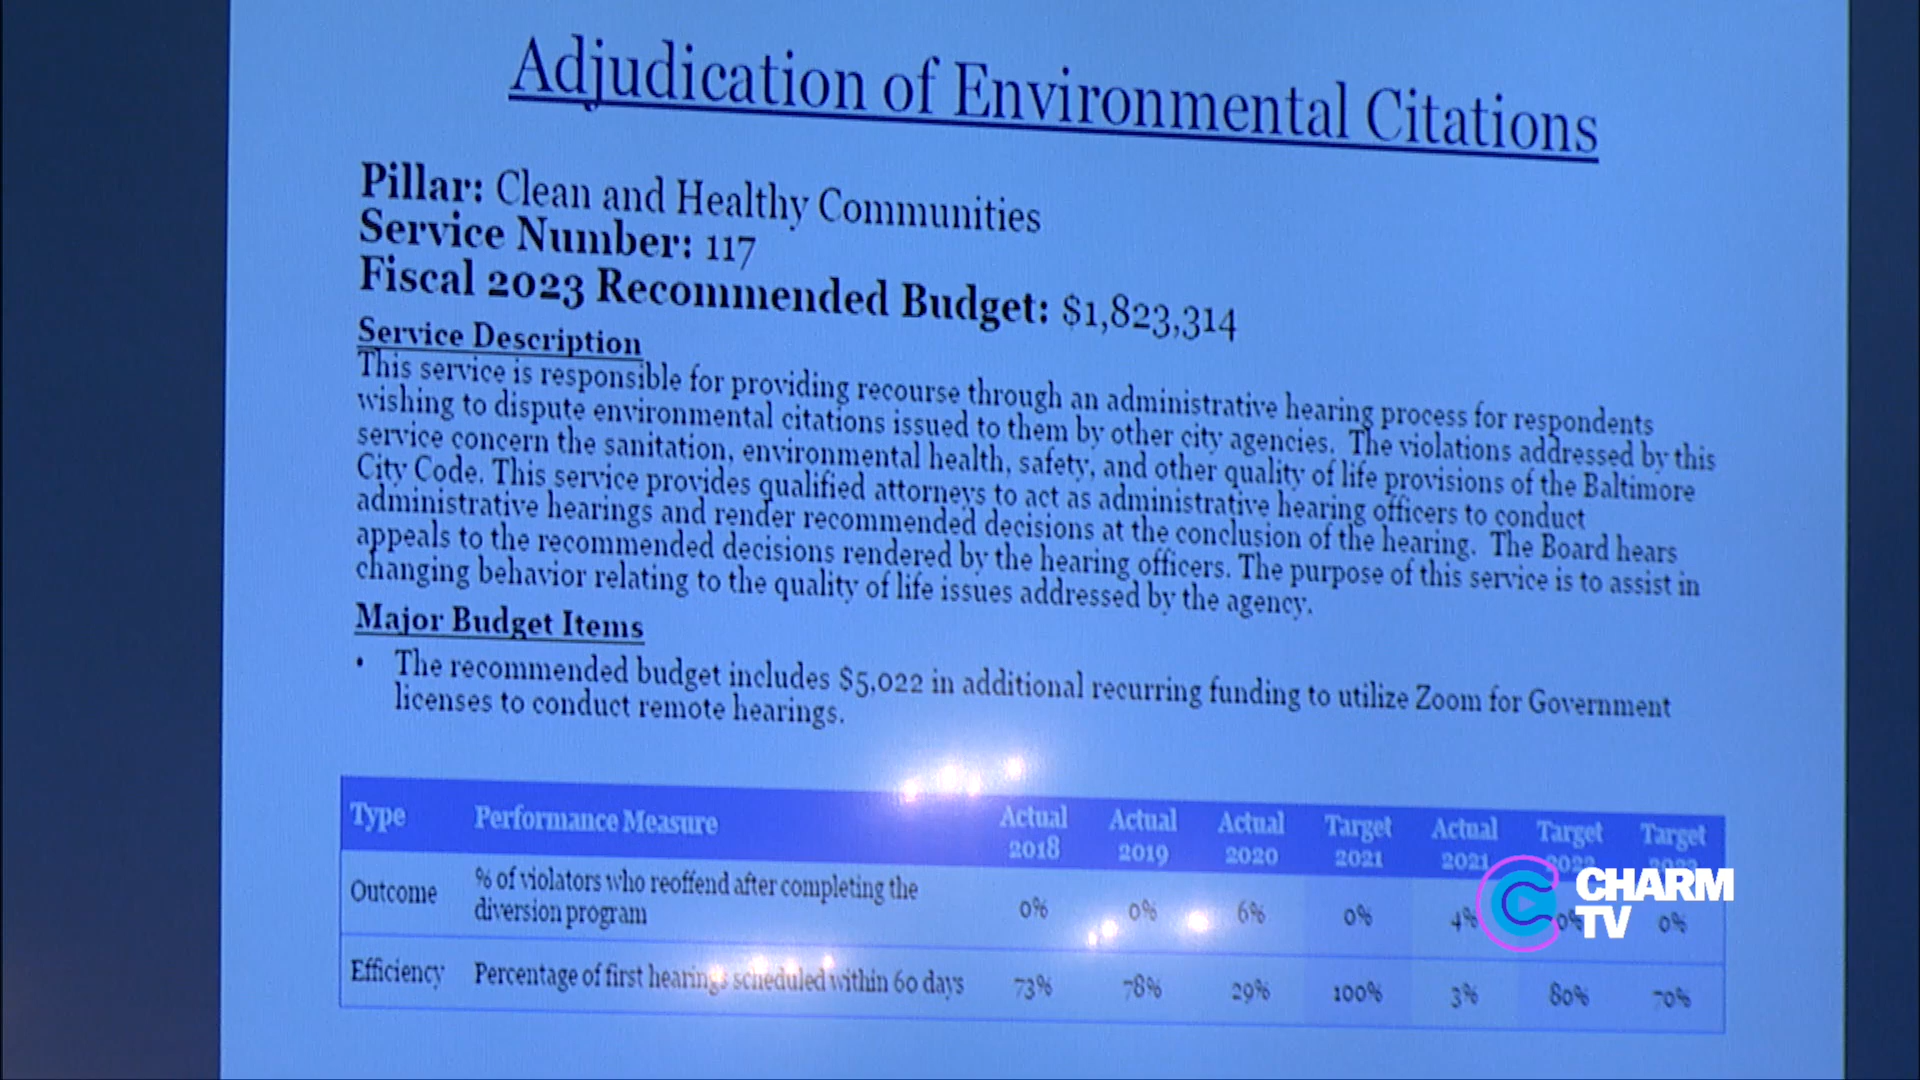 Adjudication of Environmental Citations
Pillar: Clean and Healthy Communities
Service Number: 117
Fiscal 2023 Recommended Budget: $1,823,314
Service Description
This service is responsible for providing recourse through an administrative hearing process for respondents
wishing to dispute environmental citations issued to them by other city agencies. The violations addressed by this
service concern the sanitation, environmental health, safety, and other quality of life provisions of the Baltimore
City Code. This service provides qualified attorneys to act as administrative hearing officers to conduct
administrative hearings and render recommended decisions at the conclusion of the hearing. The Board hears
appeals to the recommended decisions rendered by the hearing officers. The purpose of this service is to assist in
changing behavior relating to the quality of life issues addressed by the agency.
Major Budget Items
• The recommended budget includes $5,022 in additional recurring funding to utilize Zoom for Government
licenses to conduct remote hearings.
Type Performance Measure Actual 2018 Actual 2019 Actual 2020 Target 2021 Actual 2021 Target 2022 Target
Outcome % of violators who reoffend after completing the
diversion program 0% 0% 6% 0% 4% 0% 0%
Efficiency Percentage of first hearings scheduled within 60 days 73% 78% 29% 100% 3% 80% 70%
CHARM
TV